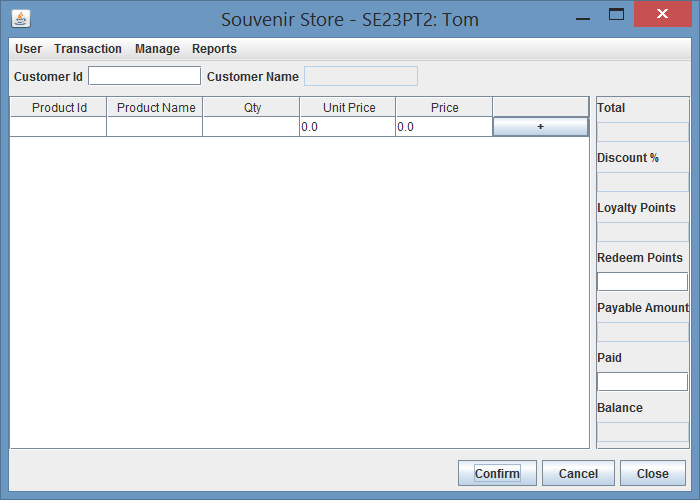 Souvenir Store - SE23PT2: Tom
User Transaction Manage Reports
Customer Id Customer Name
Product Id Product Name Qty Unit Price Price
0.0 0.0 +
Total
Discount %
Loyalty Points
Redeem Points
Payable Amount
Paid
Balance
Confirm Cancel Close